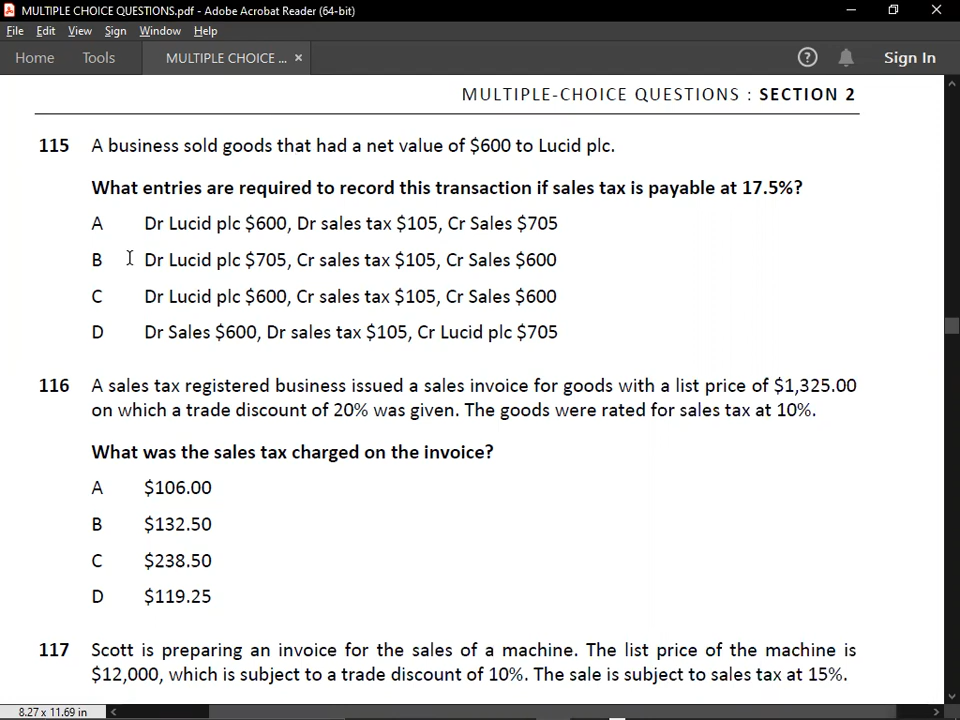 MULTIPLE CHOICE QUESTIONS.pdf - Adobe Acrobat Reader (64-bit)
File Edit View Sign Window Help
Home Tools MULTIPLE CHOICE ... × ? Sign In
MULTIPLE-CHOICE QUESTIONS : SECTION 2
115 A business sold goods that had a net value of $600 to Lucid plc.
What entries are required to record this transaction if sales tax is payable at 17.5%?
A Dr Lucid plc $600, Dr sales tax $105, Cr Sales $705
B Dr Lucid plc $705, Cr sales tax $105, Cr Sales $600
C Dr Lucid plc $600, Cr sales tax $105, Cr Sales $600
D Dr Sales $600, Dr sales tax $105, Cr Lucid plc $705
116 A sales tax registered business issued a sales invoice for goods with a list price of $1,325.00
on which a trade discount of 20% was given. The goods were rated for sales tax at 10%.
What was the sales tax charged on the invoice?
A $106.00
B $132.50
C $238.50
D $119.25
117 Scott is preparing an invoice for the sales of a machine. The list price of the machine is
$12,000, which is subject to a trade discount of 10%. The sale is subject to sales tax at 15%.
8.27 x 11.69 in